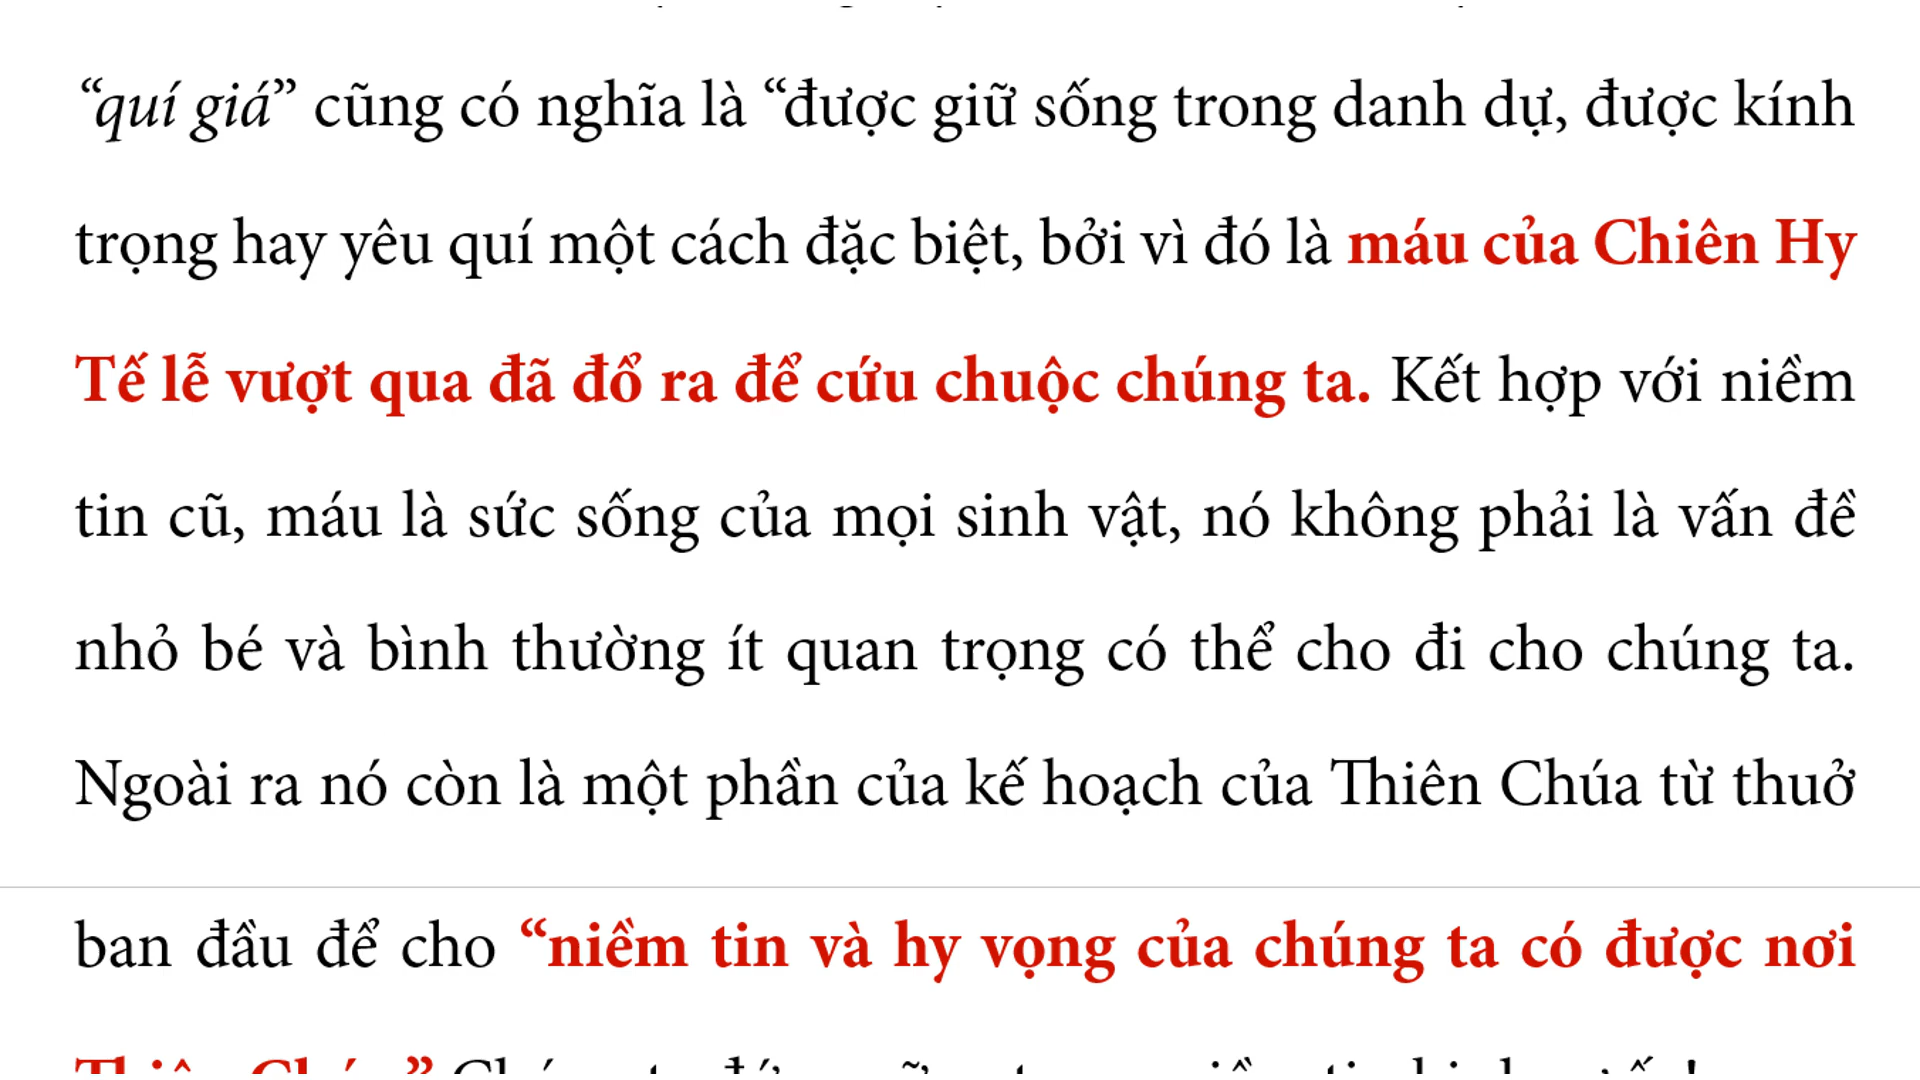 “quí giá” cũng có nghĩa là “được giữ sống trong danh dự, được kính
trọng hay yêu quí một cách đặc biệt, bởi vì đó là máu của Chiên Hy
Tế lễ vượt qua đã đổ ra để cứu chuộc chúng ta. Kết hợp với niềm
tin cũ, máu là sức sống của mọi sinh vật, nó không phải là vấn đề
nhỏ bé và bình thường ít quan trọng có thể cho đi cho chúng ta.
Ngoài ra nó còn là một phần của kế hoạch của Thiên Chúa từ thuở
ban đầu để cho “niềm tin và hy vọng của chúng ta có được nơi
Thiên Chúa”